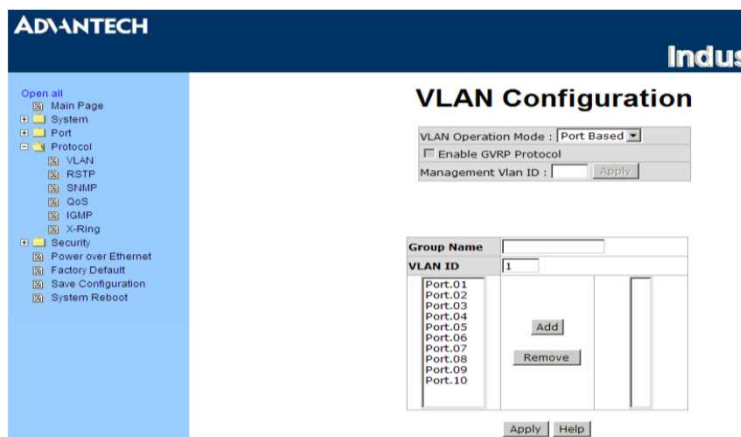 ADVANTECH
Indus
Open all
Main Page
System
Port
Protocol
VLAN
RSTP
SNMP
QoS
IGMP
X-Ring
Security
Power over Ethernet
Factory Default
Save Configuration
System Reboot
VLAN Configuration
VLAN Operation Mode : Port Based
Enable GVRP Protocol
Management Vlan ID : Apply
Group Name
VLAN ID 1
Port.01
Port.02
Port.03
Port.04
Port.05
Port.06
Port.07
Port.08
Port.09
Port.10
Add
Remove
Apply Help